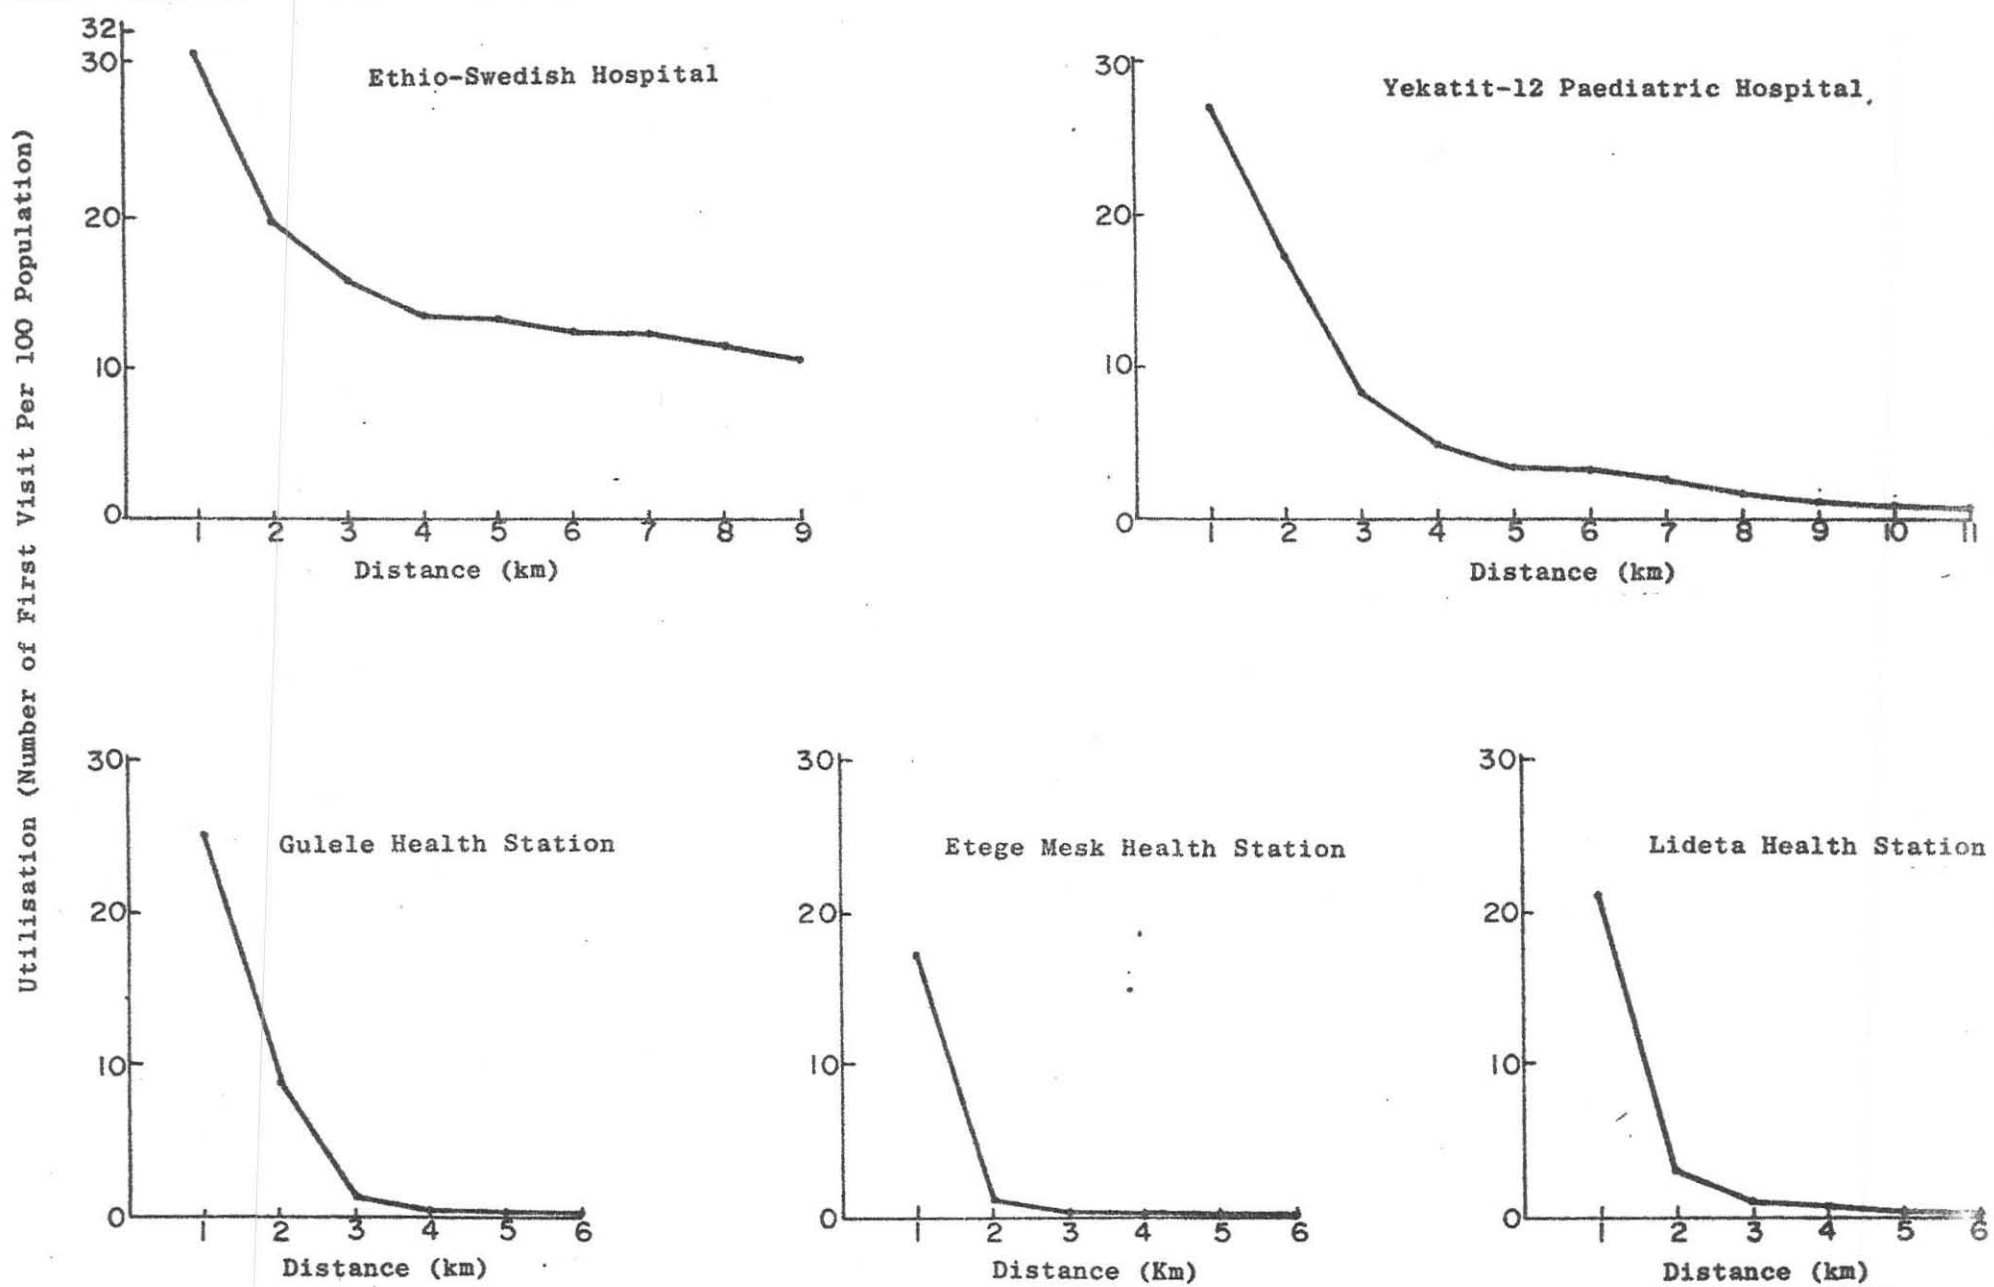 Utilisation (Number of First Visit Per 100 Population)
Ethio-Swedish Hospital
32
30
20
10
0
1 2 3 4 5 6 7 8 9
Distance (km)
Yekatit-12 Paediatric Hospital
30
20
10
0
1 2 3 4 5 6 7 8 9 10 11
Distance (km)
Gulele Health Station
30
20
10
0
1 2 3 4 5 6
Distance (km)
Etege Mesk Health Station
30
20
10
0
1 2 3 4 5 6
Distance (Km)
Lideta Health Station
30
20
10
0
1 2 3 4 5 6
Distance (km)